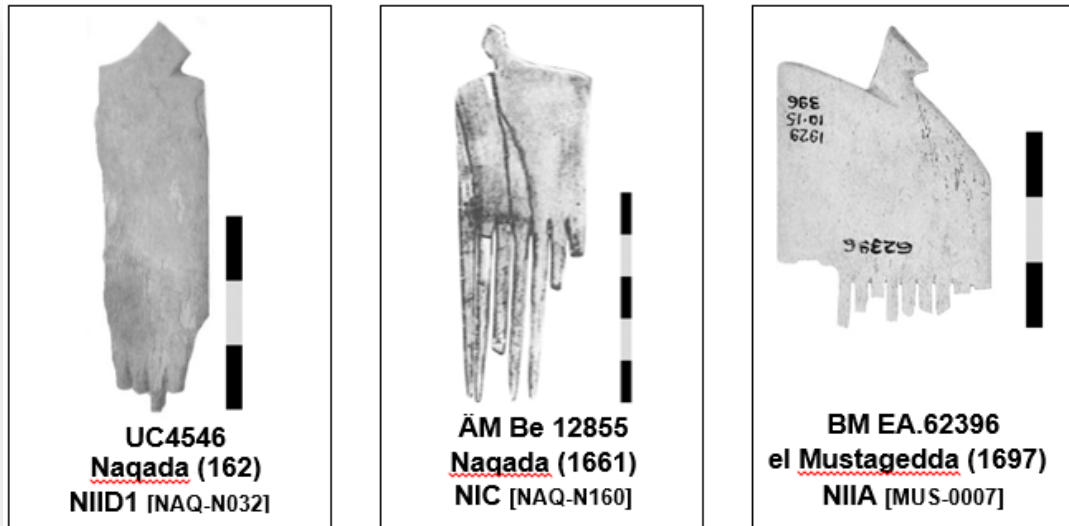 UC4546
Naqada (162)
NIID1 [NAQ-N032]
ÄM Be 12855
Naqada (1661)
NIC [NAQ-N160]
1929
10·15
396
62396
BM EA.62396
el Mustagedda (1697)
NIIA [MUS-0007]